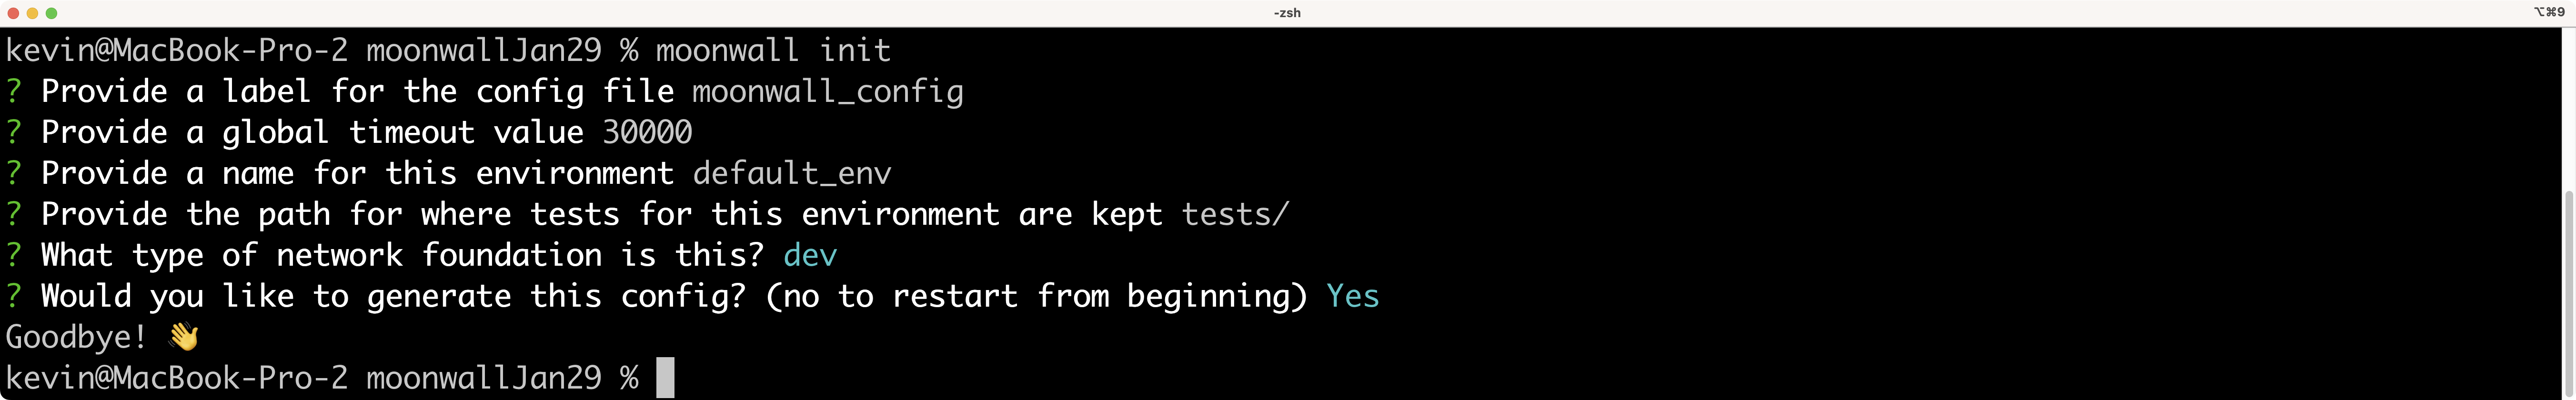 -zsh
⌥⌘9
kevin@MacBook-Pro-2 moonwallJan29 % moonwall init
? Provide a label for the config file moonwall_config
? Provide a global timeout value 30000
? Provide a name for this environment default_env
? Provide the path for where tests for this environment are kept tests/
? What type of network foundation is this? dev
? Would you like to generate this config? (no to restart from beginning) Yes
Goodbye! 👋
kevin@MacBook-Pro-2 moonwallJan29 %